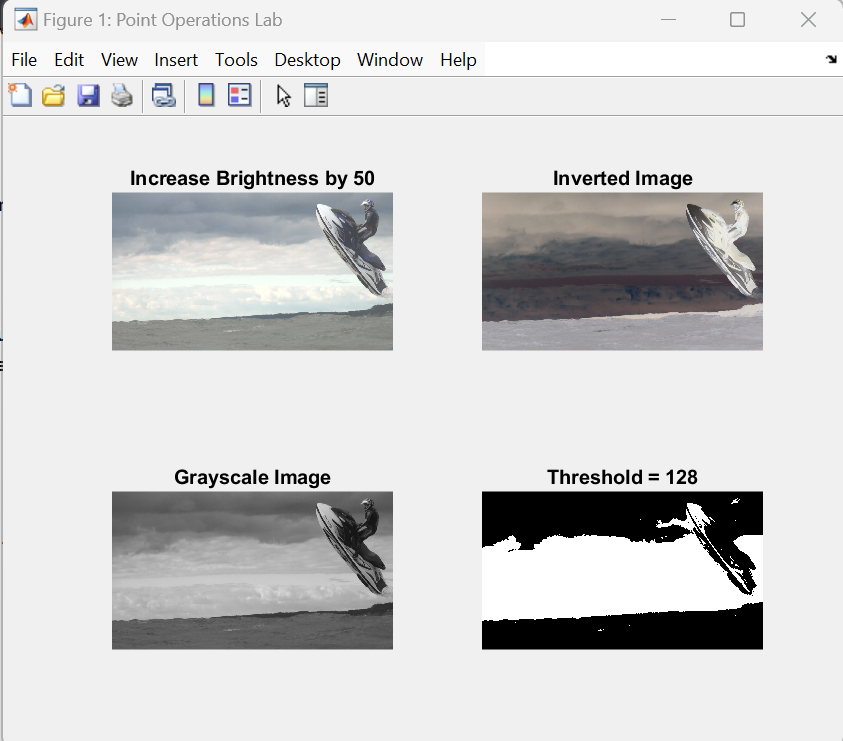 Figure 1: Point Operations Lab
File Edit View Insert Tools Desktop Window Help
Increase Brightness by 50
Inverted Image
Grayscale Image
Threshold = 128